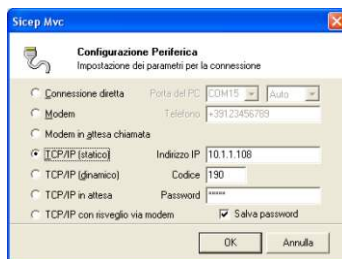 Sicep Mvc
Configurazione Periferica
Impostazione dei parametri per la connessione
Connessione diretta Porta del PC COM15 Auto
Modem Telefono +39123456789
Modem in attesa chiamata
TCP/IP (statico) Indirizzo IP 10.1.1.108
TCP/IP (dinamico) Codice 190
TCP/IP in attesa Password *****
TCP/IP con risveglio via modem Salva password
OK Annulla